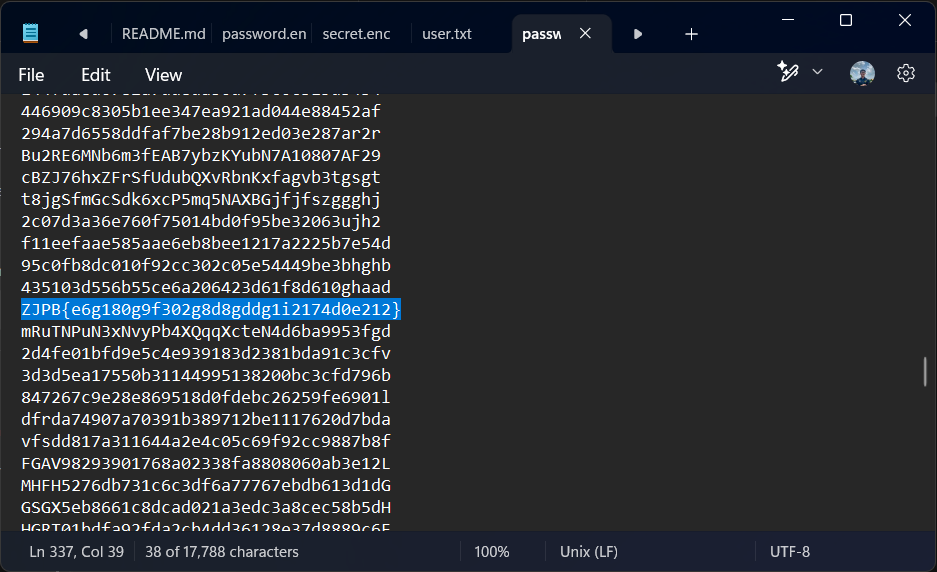 README.md password.en secret.enc user.txt passw
File Edit View
446909c8305b1ee347ea921ad044e88452af
294a7d6558ddfaf7be28b912ed03e287ar2r
Bu2RE6MNb6m3fEAB7ybzKYubN7A10807AF29
cBZJ76hxZFrSfUdubQXvRbnKxfagvb3tgsgt
t8jgSfmGcSdk6xcP5mq5NAXBGjfjfszggghj
2c07d3a36e760f75014bd0f95be32063ujh2
f11eefaae585aae6eb8bee1217a2225b7e54d
95c0fb8dc010f92cc302c05e54449be3bhghb
435103d556b55ce6a206423d61f8d610ghaad
ZJPB{e6g180g9f302g8d8gddg1i2174d0e212}
mRuTNPuN3xNvyPb4XQqqXcteN4d6ba9953fgd
2d4fe01bfd9e5c4e939183d2381bda91c3cfv
3d3d5ea17550b31144995138200bc3cfd796b
847267c9e28e869518d0fdebc26259fe6901l
dfrda74907a70391b389712be1117620d7bda
vfsdd817a311644a2e4c05c69f92cc9887b8f
FGAV98293901768a02338fa8808060ab3e12L
MHFH5276db731c6c3df6a77767ebdb613d1dG
GSGX5eb8661c8dcad021a3edc3a8cec58b5dH
Ln 337, Col 39 38 of 17,788 characters 100% Unix (LF) UTF-8